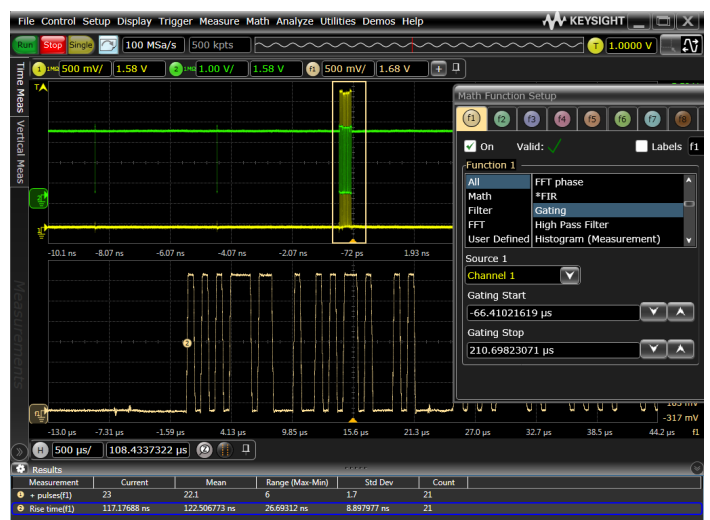 File Control Setup Display Trigger Measure Math Analyze Utilities Demos Help KEYSIGHT
Run Stop Single 100 MSa/s 500 kpts T 1.0000 V
1 1MΩ 500 mV/ 1.58 V 2 1MΩ 1.00 V/ 1.58 V f1 500 mV/ 1.68 V +
Time Meas
Vertical Meas
Measurements
T
-10.1 ns -8.07 ns -6.07 ns -4.07 ns -2.07 ns -72 ps 1.93 ns
2
-317 mV
-13.0 µs -7.31 µs -1.59 µs 4.13 µs 9.85 µs 15.6 µs 21.3 µs 27.0 µs 32.7 µs 38.5 µs 44.2 µs f1
Math Function Setup
f1 f2 f3 f4 f5 f6 f7 f8
On Valid: Labels f1
Function 1
All
Math
Filter
FFT
User Defined
FFT phase
*FIR
Gating
High Pass Filter
Histogram (Measurement)
Source 1
Channel 1
Gating Start
-66.41021619 µs
Gating Stop
210.69823071 µs
H 500 µs/ 108.4337322 µs
Results
Measurement Current Mean Range (Max-Min) Std Dev Count
+ pulses(f1) 23 22.1 6 1.7 21
Rise time(f1) 117.17688 ns 122.506773 ns 26.69312 ns 8.897977 ns 21